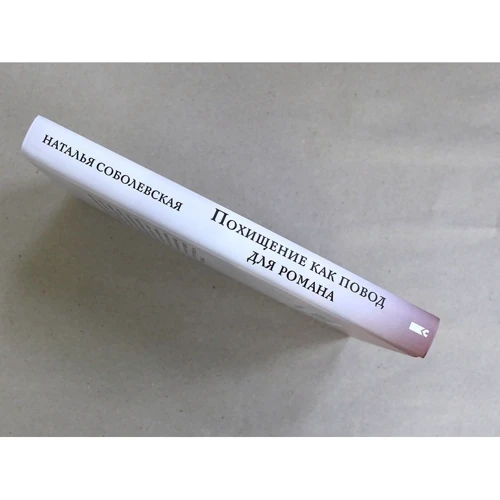 НАТАЛЬЯ СОБОЛЕВСКАЯ
ПОХИЩЕНИЕ КАК ПОВОД
ДЛЯ РОМАНА